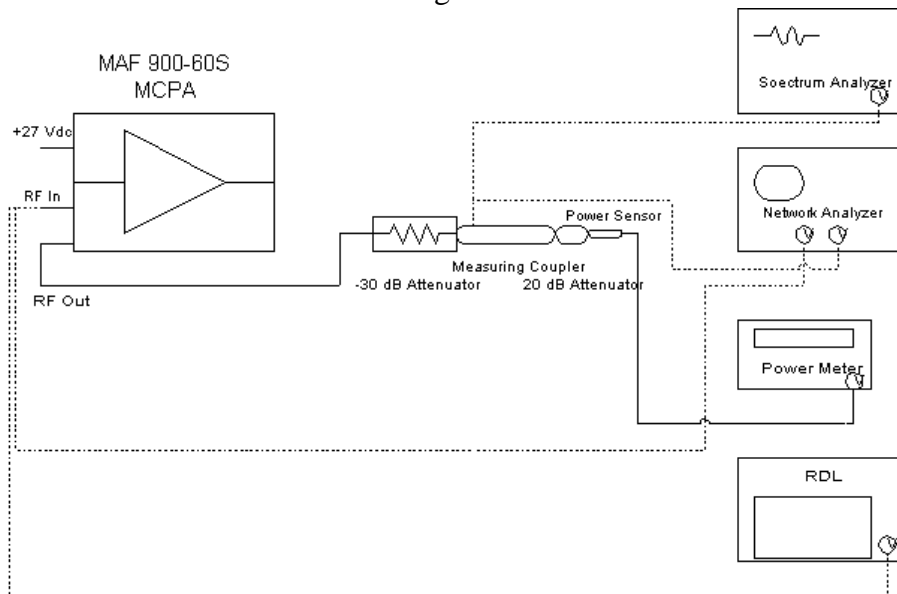 MAF 900-60S
MCPA
+27 Vdc
RF In
RF Out
Power Sensor
Measuring Coupler
-30 dB Attenuator
20 dB Attenuator
Soectrum Analyzer
Network Analyzer
Power Meter
RDL